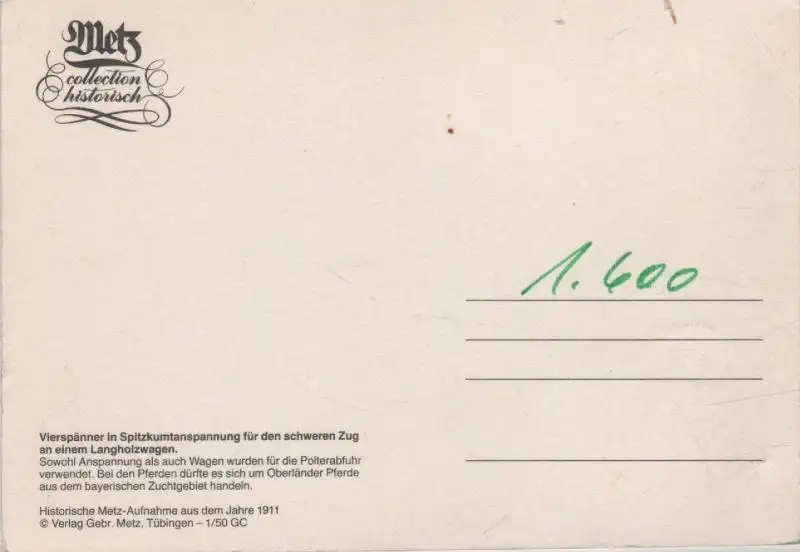 Metz
collection
historisch
1.600
Vierspänner in Spitzkumtanspannung für den schweren Zug
an einem Langholzwagen.
Sowohl Anspannung als auch Wagen wurden für die Polterabfuhr
verwendet. Bei den Pferden dürfte es sich um Oberländer Pferde
aus dem bayerischen Zuchtgebiet handeln.
Historische Metz-Aufnahme aus dem Jahre 1911
© Verlag Gebr. Metz, Tübingen – 1/50 GC